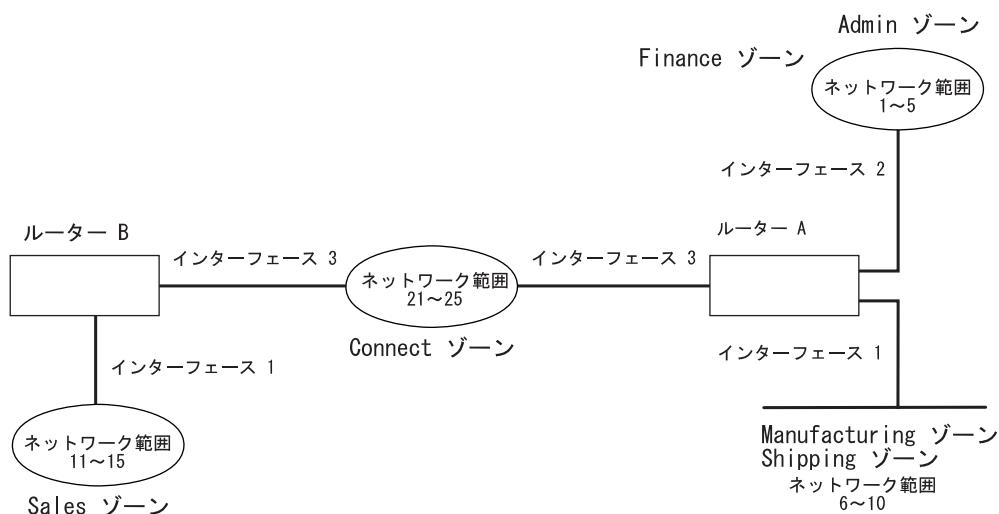 Admin ゾーン
Finance ゾーン
ネットワーク範囲
1~5
インターフェース 2
ルーター B
ルーター A
インターフェース 3
ネットワーク範囲
21~25
インターフェース 3
Connect ゾーン
インターフェース 1
インターフェース 1
ネットワーク範囲
11~15
Sales ゾーン
Manufacturing ゾーン
Shipping ゾーン
ネットワーク範囲
6~10